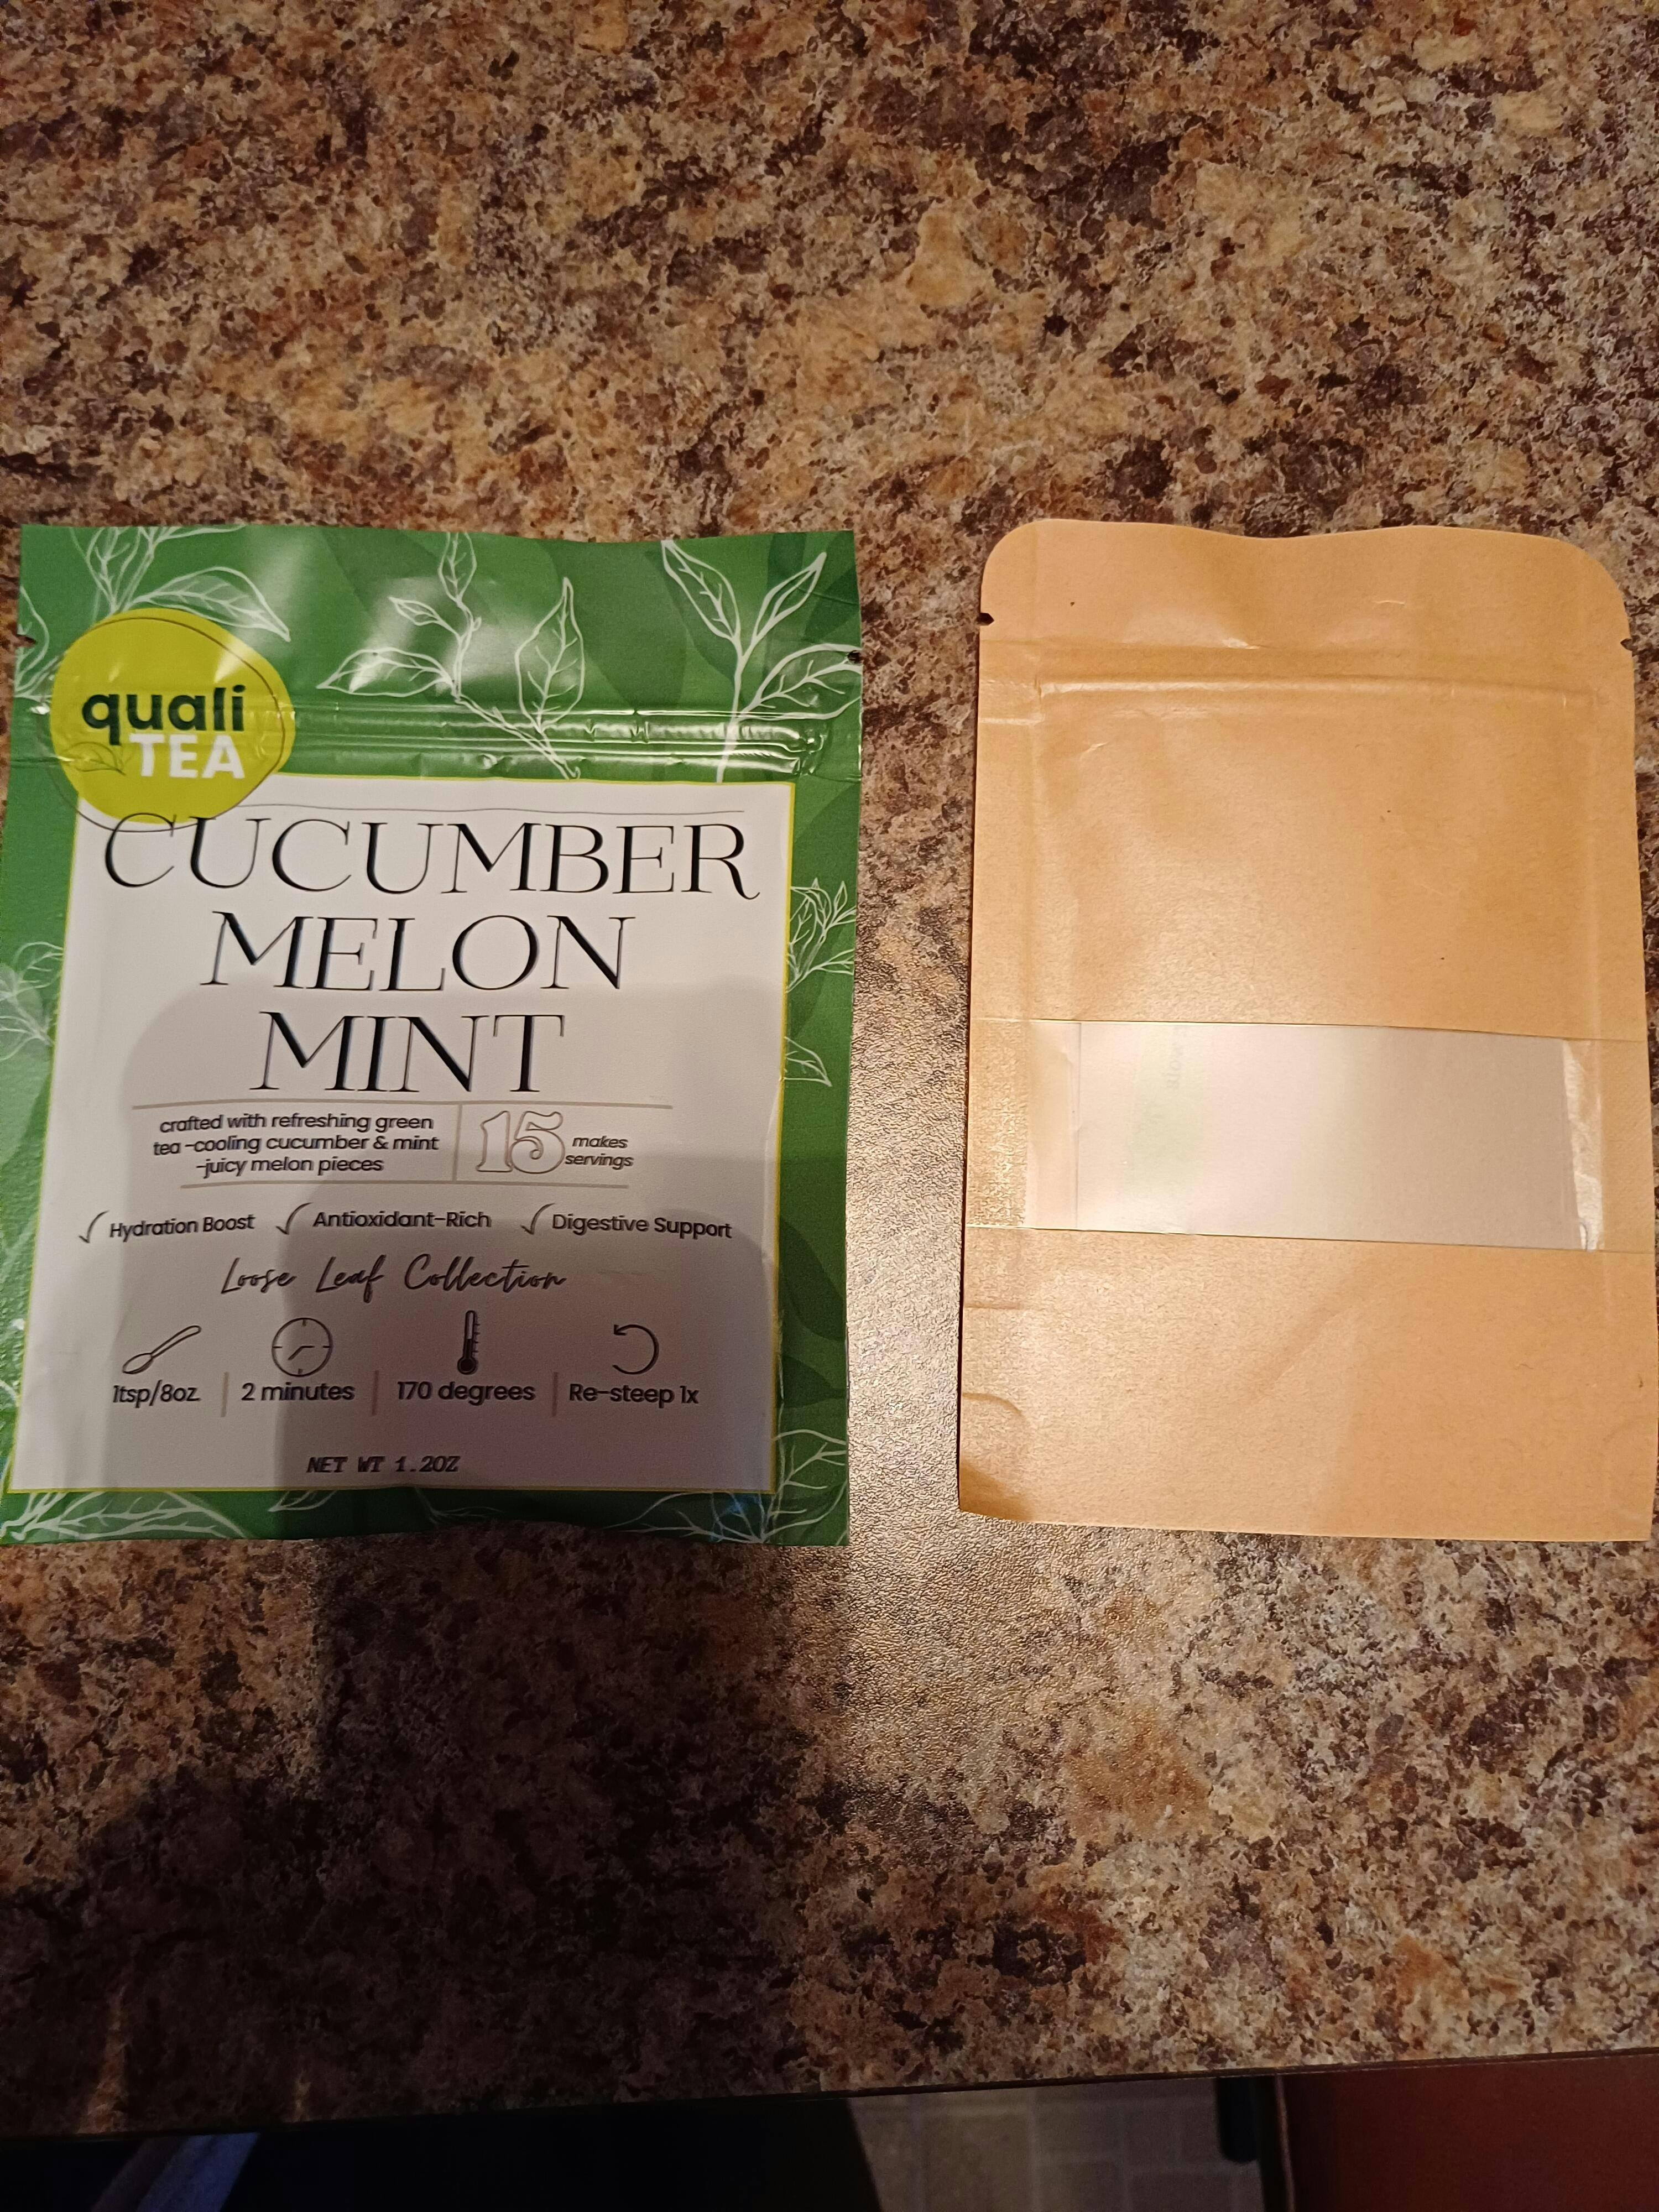 quali
TEA
CUCUMBER
MELON
MINT
crafted with refreshing green
tea -cooling cucumber & mint
-juicy melon pieces
15 makes
servings
Hydration Boost
Antioxidant-Rich
Digestive Support
Loose Leaf Collection
1tsp/8oz.
2 minutes
170 degrees
Re-steep 1x
NET WT 1.2OZ